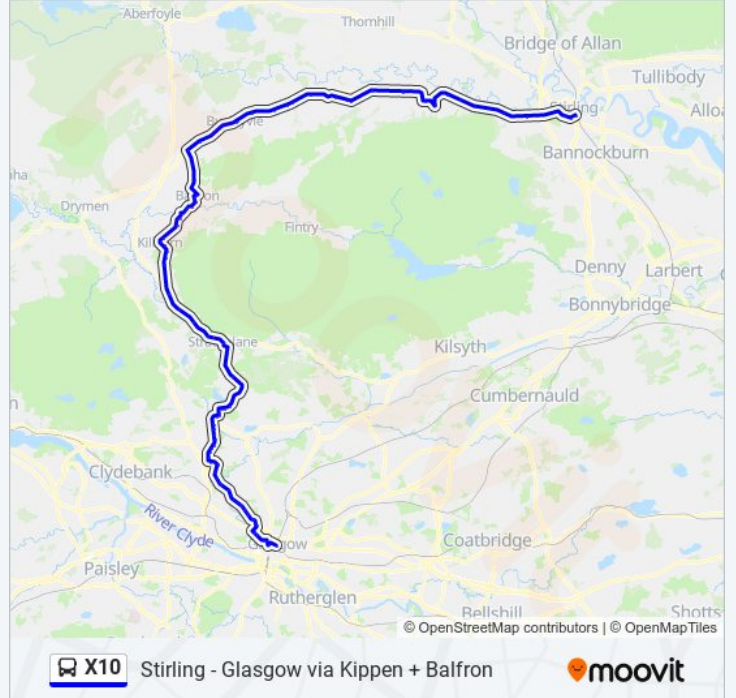 Aberfoyle
Thornhill
Bridge of Allan
Tullibody
Stirling
Bannockburn
Drymen
Fintry
Denny
Larbert
Bonnybridge
Kilsyth
Cumbernauld
Clydebank
River Clyde
Glasgow
Coatbridge
Paisley
Rutherglen
Bellshill
Shotts
© OpenStreetMap contributors | © OpenMapTiles
X10 Stirling - Glasgow via Kippen + Balfron moovit